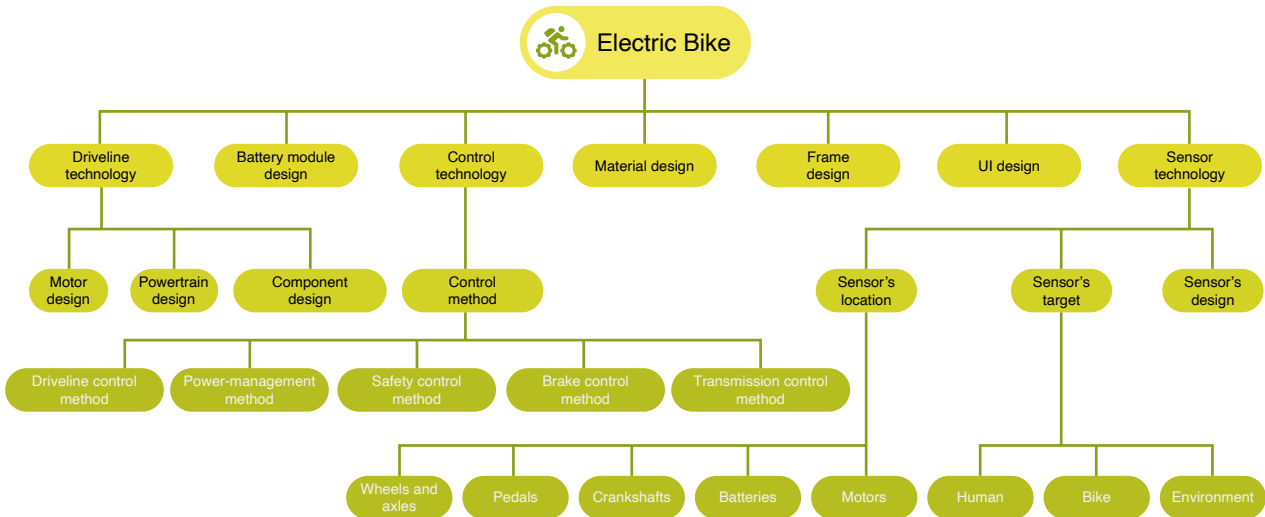 Electric Bike
Driveline
technology
Battery module
design
Control
technology
Material design
Frame
design
UI design
Sensor
technology
Motor
design
Powertrain
design
Component
design
Control
method
Sensor’s
location
Sensor’s
target
Sensor’s
design
Driveline control
method
Power-management
method
Safety control
method
Brake control
method
Transmission control
method
Wheels and
axles
Pedals
Crankshafts
Batteries
Motors
Human
Bike
Environment